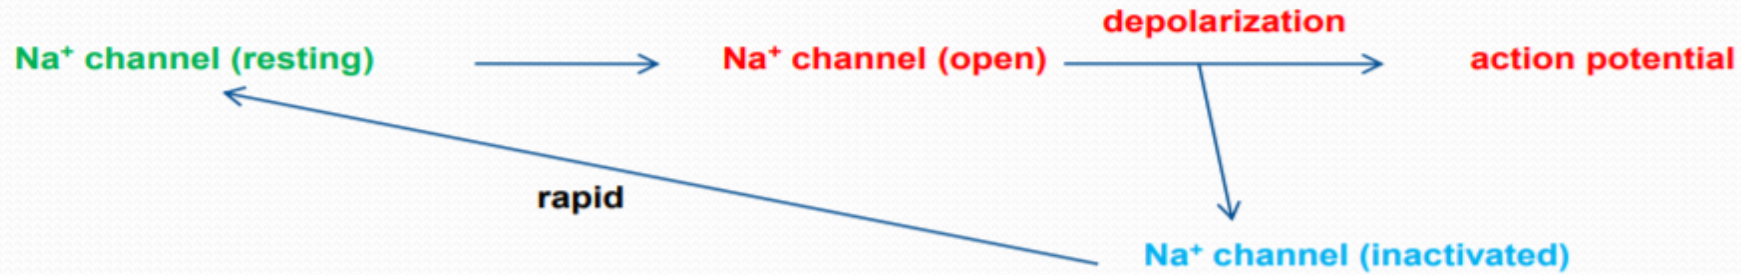 depolarization
Na⁺ channel (resting) Na⁺ channel (open) action potential
rapid
Na⁺ channel (inactivated)